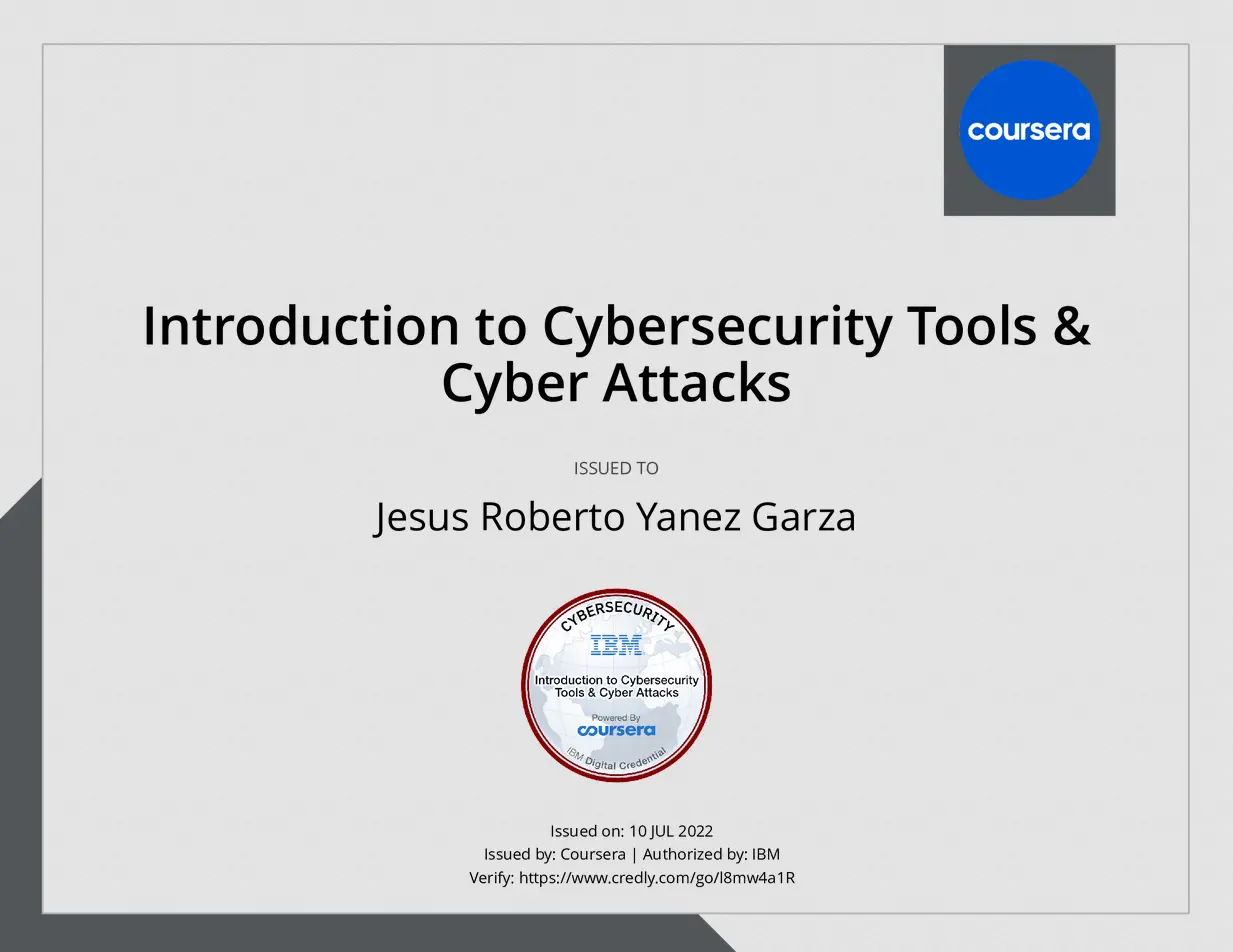 coursera
Introduction to Cybersecurity Tools &
Cyber Attacks
ISSUED TO
Jesus Roberto Yanez Garza
CYBERSECURITY
IBM
Introduction to Cybersecurity
Tools & Cyber Attacks
Powered By
coursera
IBM Digital Credential
Issued on: 10 JUL 2022
Issued by: Coursera | Authorized by: IBM
Verify: https://www.credly.com/go/l8mw4a1R